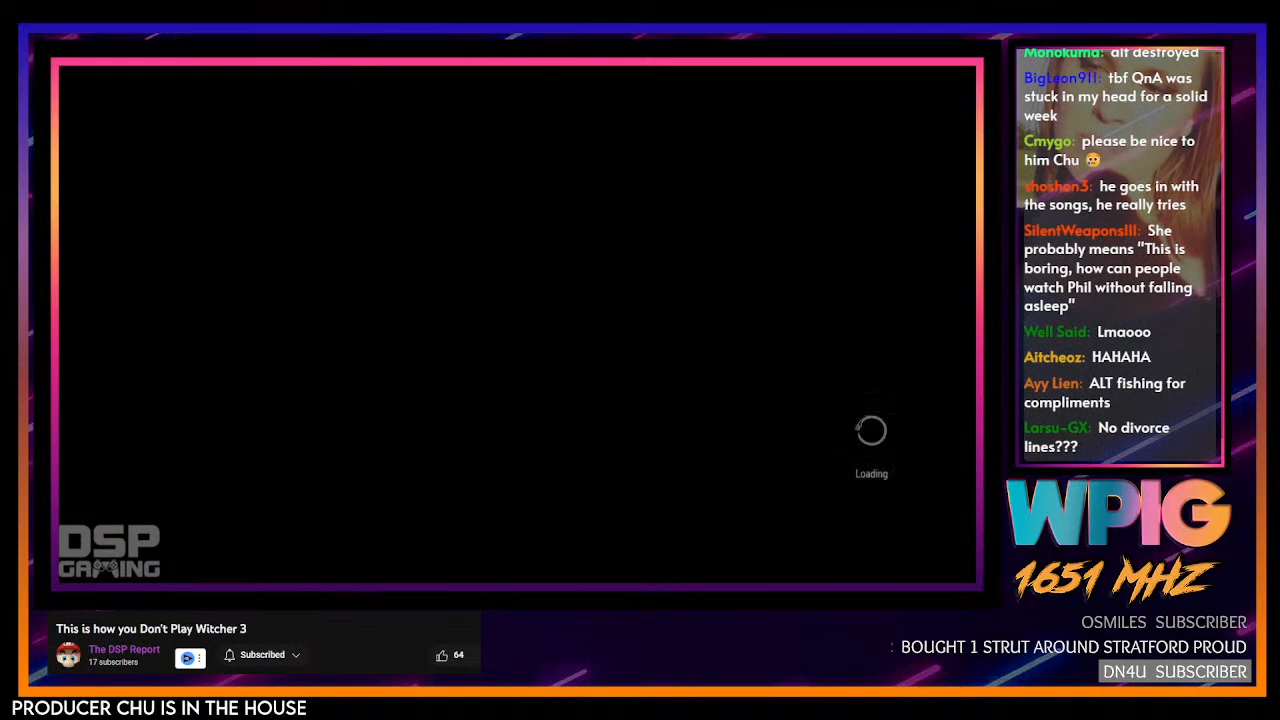 Monokuma: alt destroyed
BigLeon911: tbf QnA was
stuck in my head for a solid
week
Cmygo: please be nice to
him Chu 😢
shoshon3: he goes in with
the songs, he really tries
SilentWeaponsIII: She
probably means "This is
boring, how can people
watch Phil without falling
asleep"
Well Said: Lmaooo
Aitcheoz: HAHAHA
Ayy Lien: ALT fishing for
compliments
Larsu-GX: No divorce
lines???
Loading
DSP
GAMING
WPIG
1651 MHZ
This is how you Don't Play Witcher 3
The DSP Report
17 subscribers
Subscribed
64
OSMILES SUBSCRIBER
: BOUGHT 1 STRUT AROUND STRATFORD PROUD
DN4U SUBSCRIBER
PRODUCER CHU IS IN THE HOUSE